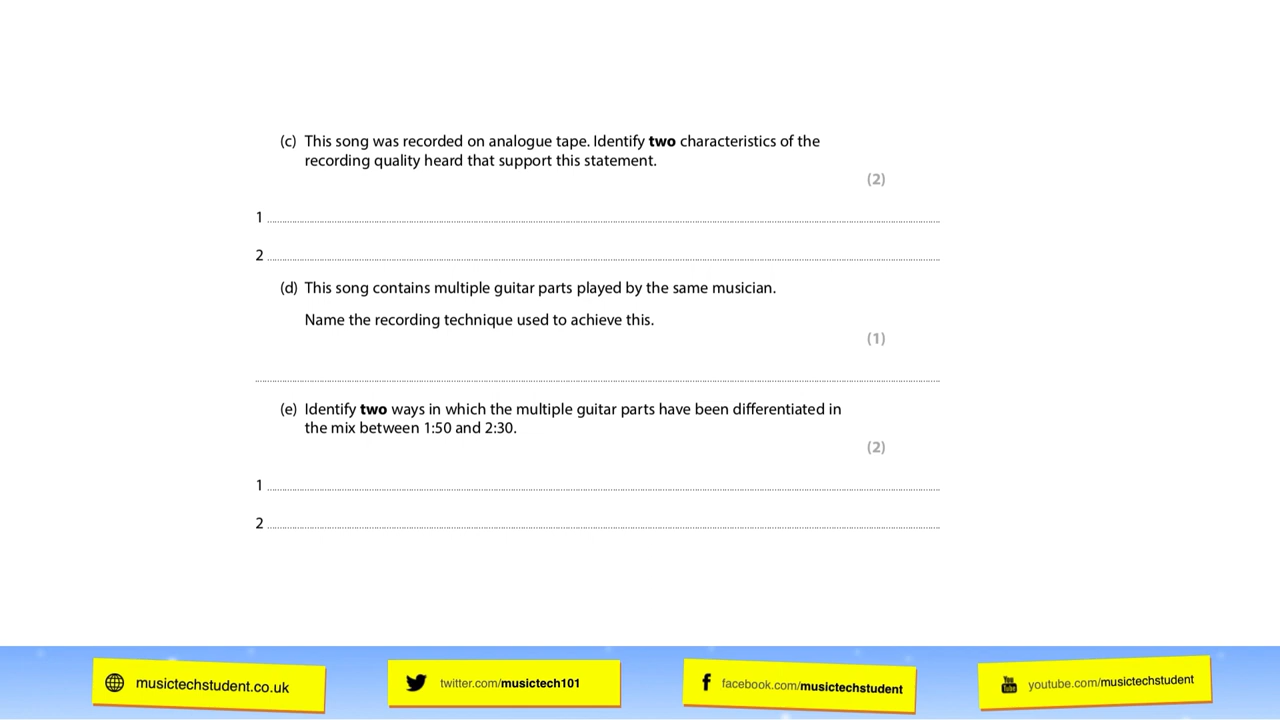 (c) This song was recorded on analogue tape. Identify two characteristics of the
recording quality heard that support this statement.
(2)
1
2
(d) This song contains multiple guitar parts played by the same musician.
Name the recording technique used to achieve this.
(1)
(e) Identify two ways in which the multiple guitar parts have been differentiated in
the mix between 1:50 and 2:30.
(2)
1
2
musictechstudent.co.uk
twitter.com/musictech101
facebook.com/musictechstudent
You Tube
youtube.com/musictechstudent